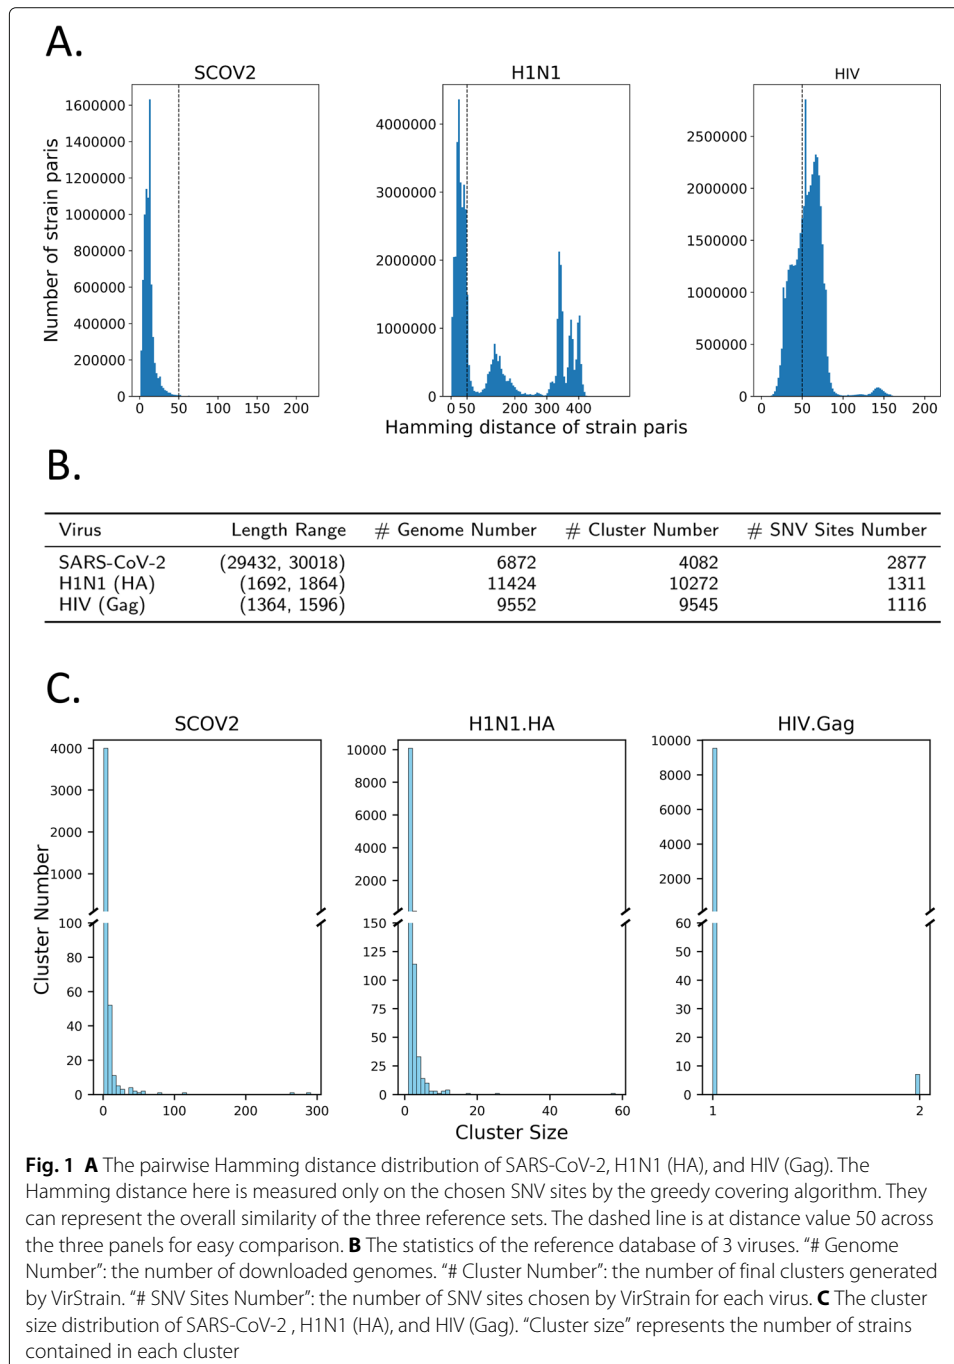 A.
SCOV2
H1N1
HIV
Number of strain paris
1600000
1400000
1200000
1000000
800000
600000
400000
200000
0
0 50 100 150 200
4000000
3000000
2000000
1000000
0
0 50 200 300 400
2500000
2000000
1500000
1000000
500000
0
0 50 100 150 200
Hamming distance of strain paris
B.
Virus Length Range # Genome Number # Cluster Number # SNV Sites Number
SARS-CoV-2 (29432, 30018) 6872 4082 2877
H1N1 (HA) (1692, 1864) 11424 10272 1311
HIV (Gag) (1364, 1596) 9552 9545 1116
C.
SCOV2
H1N1.HA
HIV.Gag
Cluster Number
4000
3000
2000
1000
100
80
60
40
20
0
0 100 200 300
10000
8000
6000
4000
2000
150
125
100
75
50
25
0
0 20 40 60
10000
8000
6000
4000
2000
60
50
40
30
20
10
0
1 2
Cluster Size
Fig. 1 A The pairwise Hamming distance distribution of SARS-CoV-2, H1N1 (HA), and HIV (Gag). The
Hamming distance here is measured only on the chosen SNV sites by the greedy covering algorithm. They
can represent the overall similarity of the three reference sets. The dashed line is at distance value 50 across
the three panels for easy comparison. B The statistics of the reference database of 3 viruses. “# Genome
Number”: the number of downloaded genomes. “# Cluster Number”: the number of final clusters generated
by VirStrain. “# SNV Sites Number”: the number of SNV sites chosen by VirStrain for each virus. C The cluster
size distribution of SARS-CoV-2 , H1N1 (HA), and HIV (Gag). “Cluster size” represents the number of strains
contained in each cluster